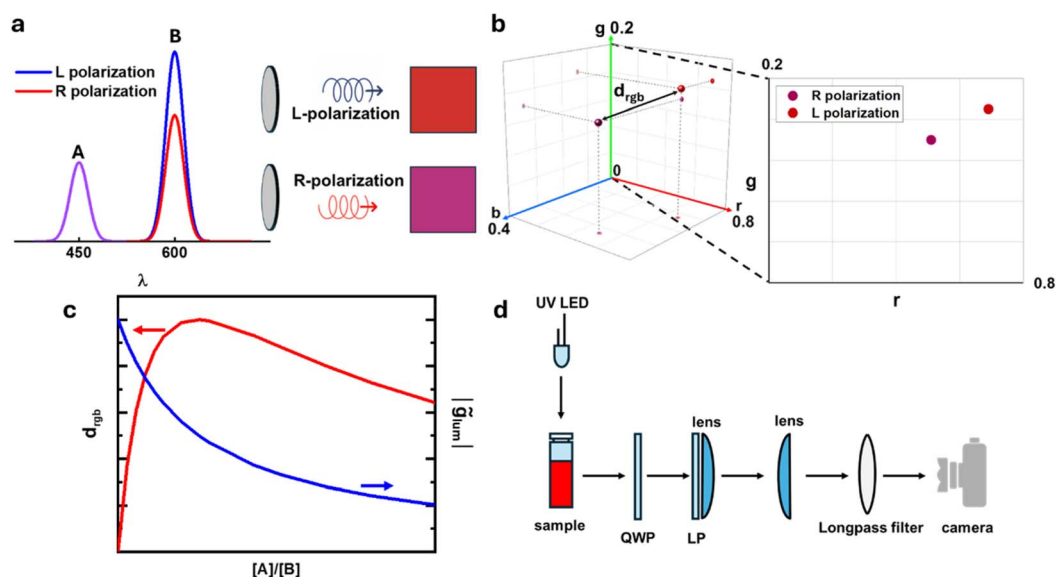 a
L polarization
R polarization
A
B
450
600
λ
L-polarization
R-polarization
b
g 0.2
d_rgb
0
b
0.4
r
0.8
0.2
R polarization
L polarization
g
r
0.8
c
d_rgb
|g̃_lum|
[A]/[B]
d
UV LED
sample
QWP
LP
lens
lens
Longpass filter
camera